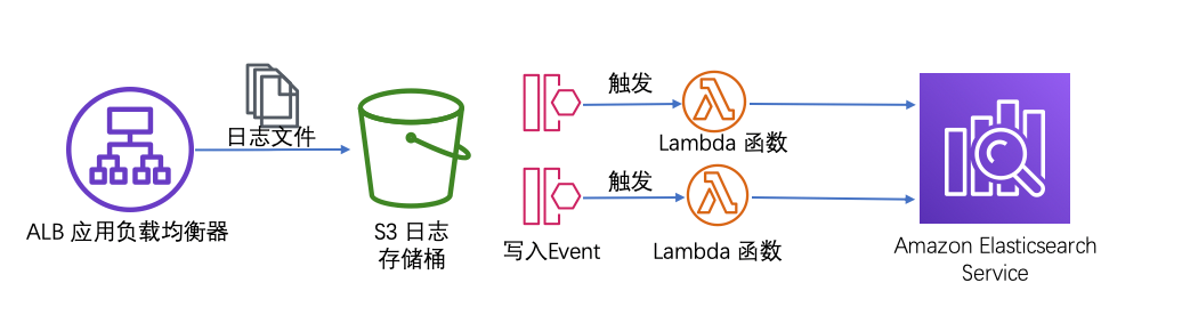 日志文件
ALB 应用负载均衡器
S3 日志
存储桶
触发
Lambda 函数
触发
写入Event
Lambda 函数
Amazon Elasticsearch
Service